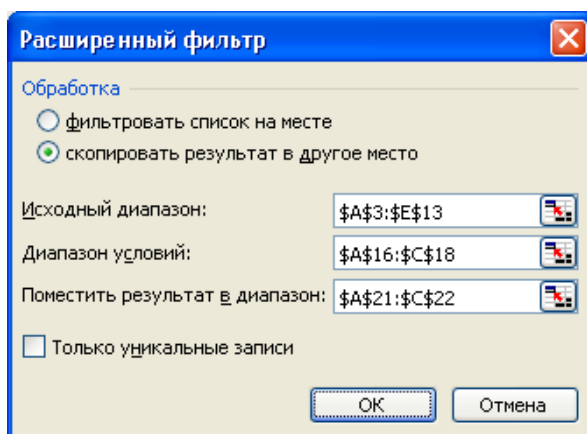 Расширенный фильтр
Обработка
фильтровать список на месте
скопировать результат в другое место
Исходный диапазон: $A$3:$E$13
Диапазон условий: $A$16:$C$18
Поместить результат в диапазон: $A$21:$C$22
Только уникальные записи
ОК Отмена